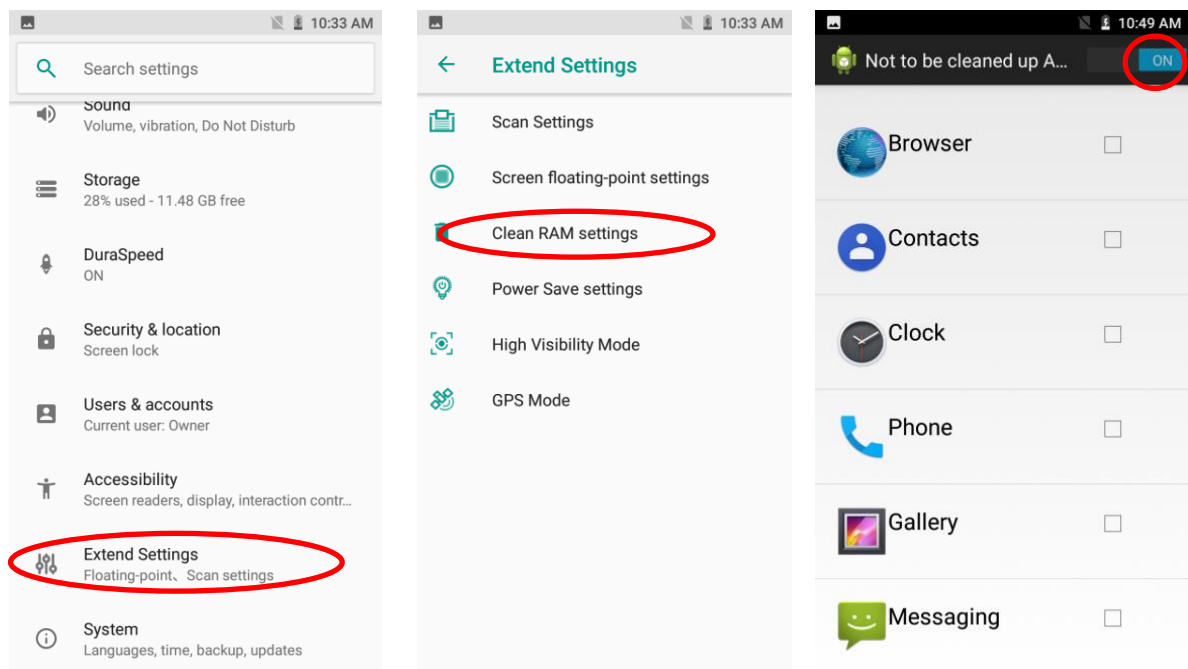 10:33 AM
Search settings
Sound
Volume, vibration, Do Not Disturb
Storage
28% used - 11.48 GB free
DuraSpeed
ON
Security & location
Screen lock
Users & accounts
Current user: Owner
Accessibility
Screen readers, display, interaction contr...
Extend Settings
Floating-point、Scan settings
System
Languages, time, backup, updates
10:33 AM
Extend Settings
Scan Settings
Screen floating-point settings
Clean RAM settings
Power Save settings
High Visibility Mode
GPS Mode
10:49 AM
Not to be cleaned up A...
ON
Browser
Contacts
Clock
Phone
Gallery
Messaging